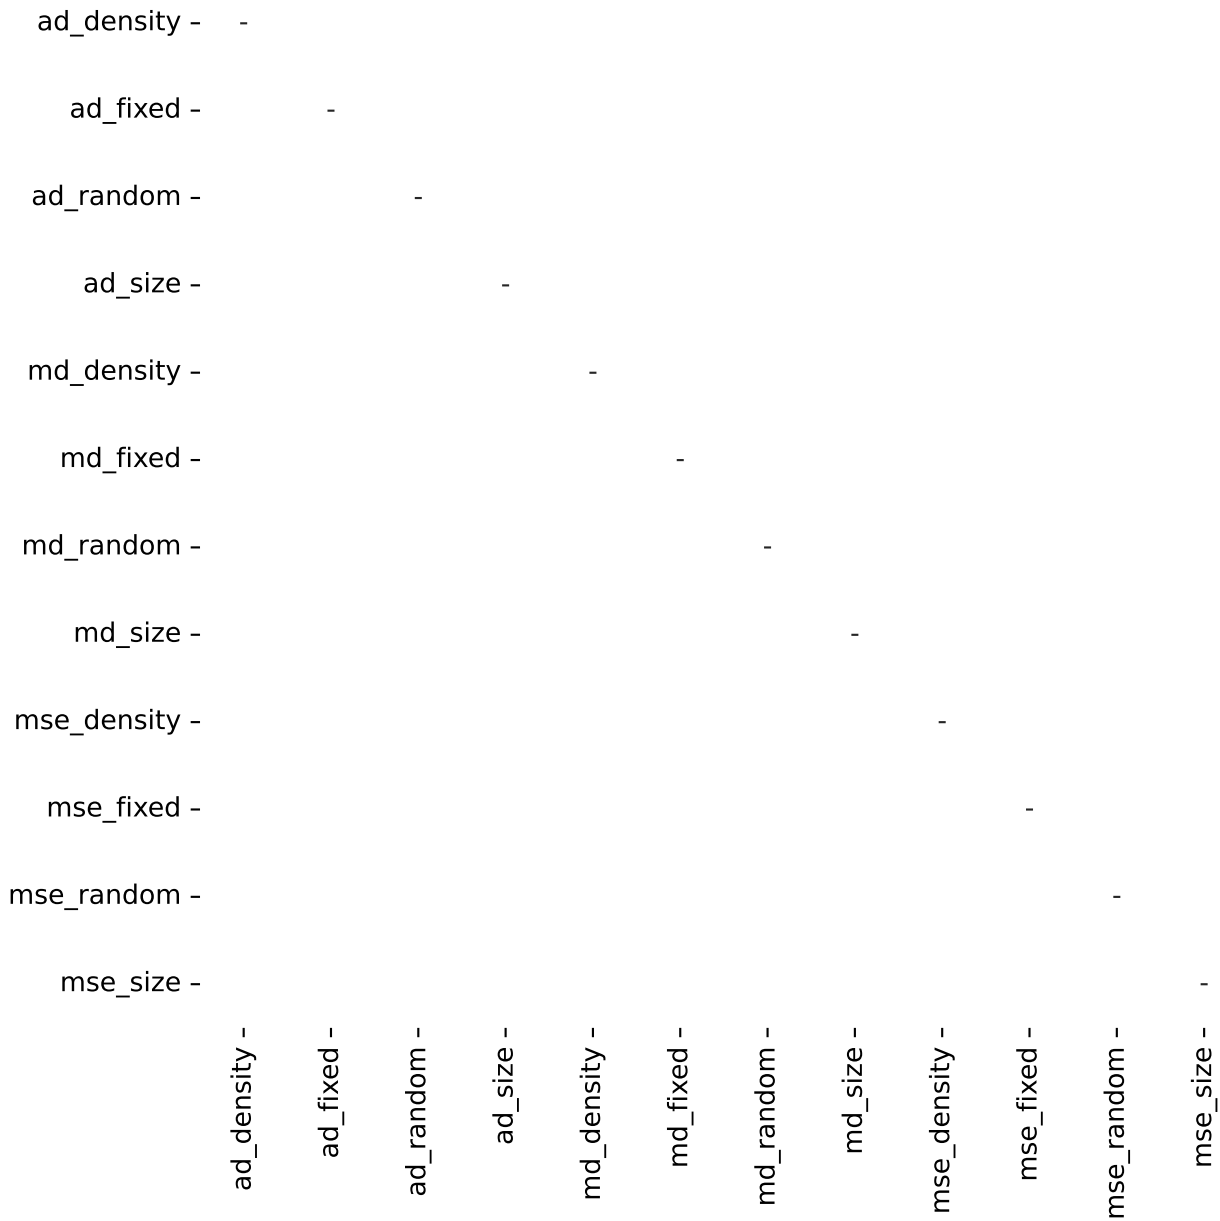 ad_density -
ad_fixed -
ad_random -
ad_size -
md_density -
md_fixed -
md_random -
md_size -
mse_density -
mse_fixed -
mse_random -
mse_size -
ad_density
ad_fixed
ad_random
ad_size
md_density
md_fixed
md_random
md_size
mse_density
mse_fixed
mse_random
mse_size